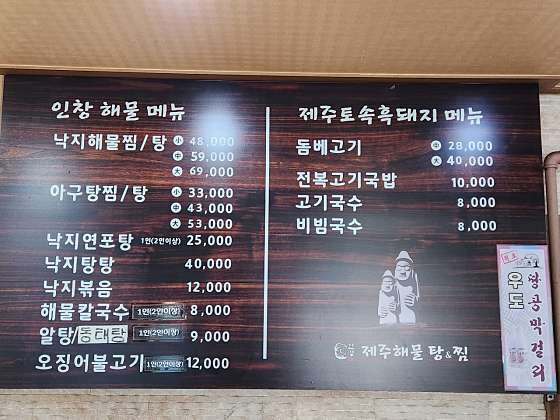 인창 해물 메뉴
낙지해물찜/탕 小 48,000
中 59,000
大 69,000
아구탕찜/탕 小 33,000
中 43,000
大 53,000
낙지연포탕 1인(2인이상) 25,000
낙지탕탕 40,000
낙지볶음 12,000
해물칼국수 1인(2인이상) 8,000
알탕/동태탕 1인(2인이상) 9,000
오징어불고기 1인(2인이상) 12,000
제주토속흑돼지 메뉴
돔베고기 中 28,000
大 40,000
전복고기국밥 10,000
고기국수 8,000
비빔국수 8,000
제주해물 탕&찜
우도
땅콩막걸리